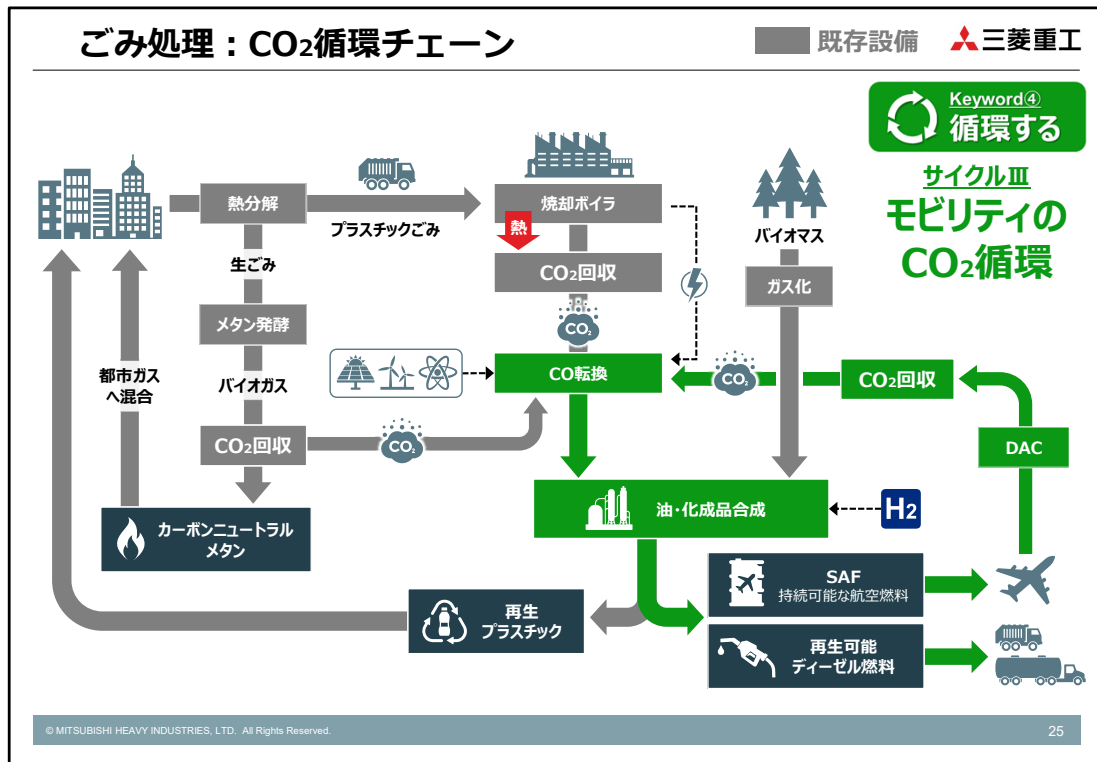 ごみ処理：CO₂循環チェーン
既存設備
三菱重工
Keyword④
循環する
サイクルⅢ
モビリティの
CO₂循環
熱分解
プラスチックごみ
焼却ボイラ
熱
CO₂回収
CO₂
バイオマス
ガス化
生ごみ
メタン発酵
バイオガス
CO₂回収
CO₂
都市ガス
へ混合
カーボンニュートラル
メタン
CO転換
CO₂
CO₂回収
DAC
油・化成品合成
H2
SAF
持続可能な航空燃料
再生可能
ディーゼル燃料
再生
プラスチック
© MITSUBISHI HEAVY INDUSTRIES, LTD. All Rights Reserved.
25